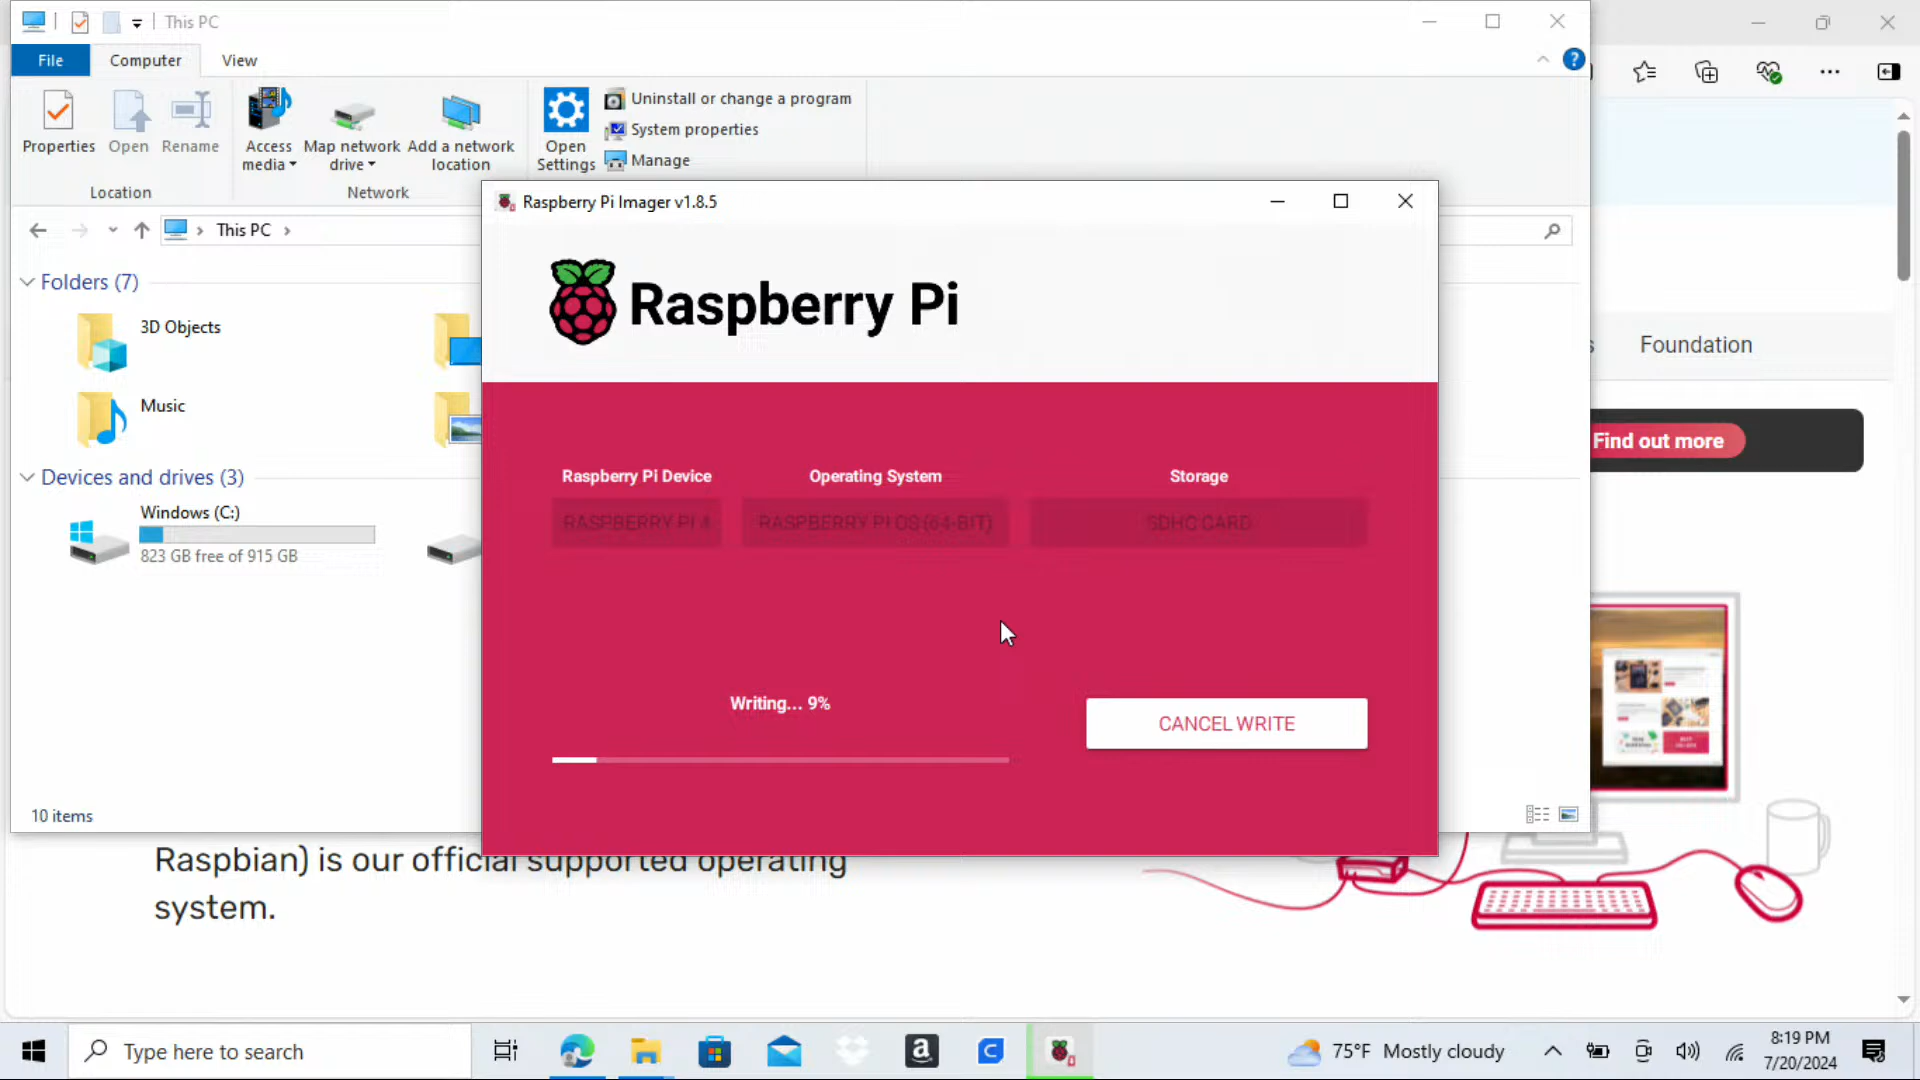 This PC
File
Computer
View
Properties
Open
Rename
Access
media
Map network
drive
Add a network
location
Open
Settings
Uninstall or change a program
System properties
Manage
Location
Network
This PC
Folders (7)
3D Objects
Music
Devices and drives (3)
Windows (C:)
823 GB free of 915 GB
10 items
Raspberry Pi Imager v1.8.5
Raspberry Pi
Raspberry Pi Device
Operating System
Storage
RASPBERRY PI 4
RASPBERRY PI OS (64-BIT)
SDHC CARD
Writing... 9%
CANCEL WRITE
s
Foundation
Find out more
Raspbian) is our official supported operating
system.
Type here to search
75°F Mostly cloudy
8:19 PM
7/20/2024